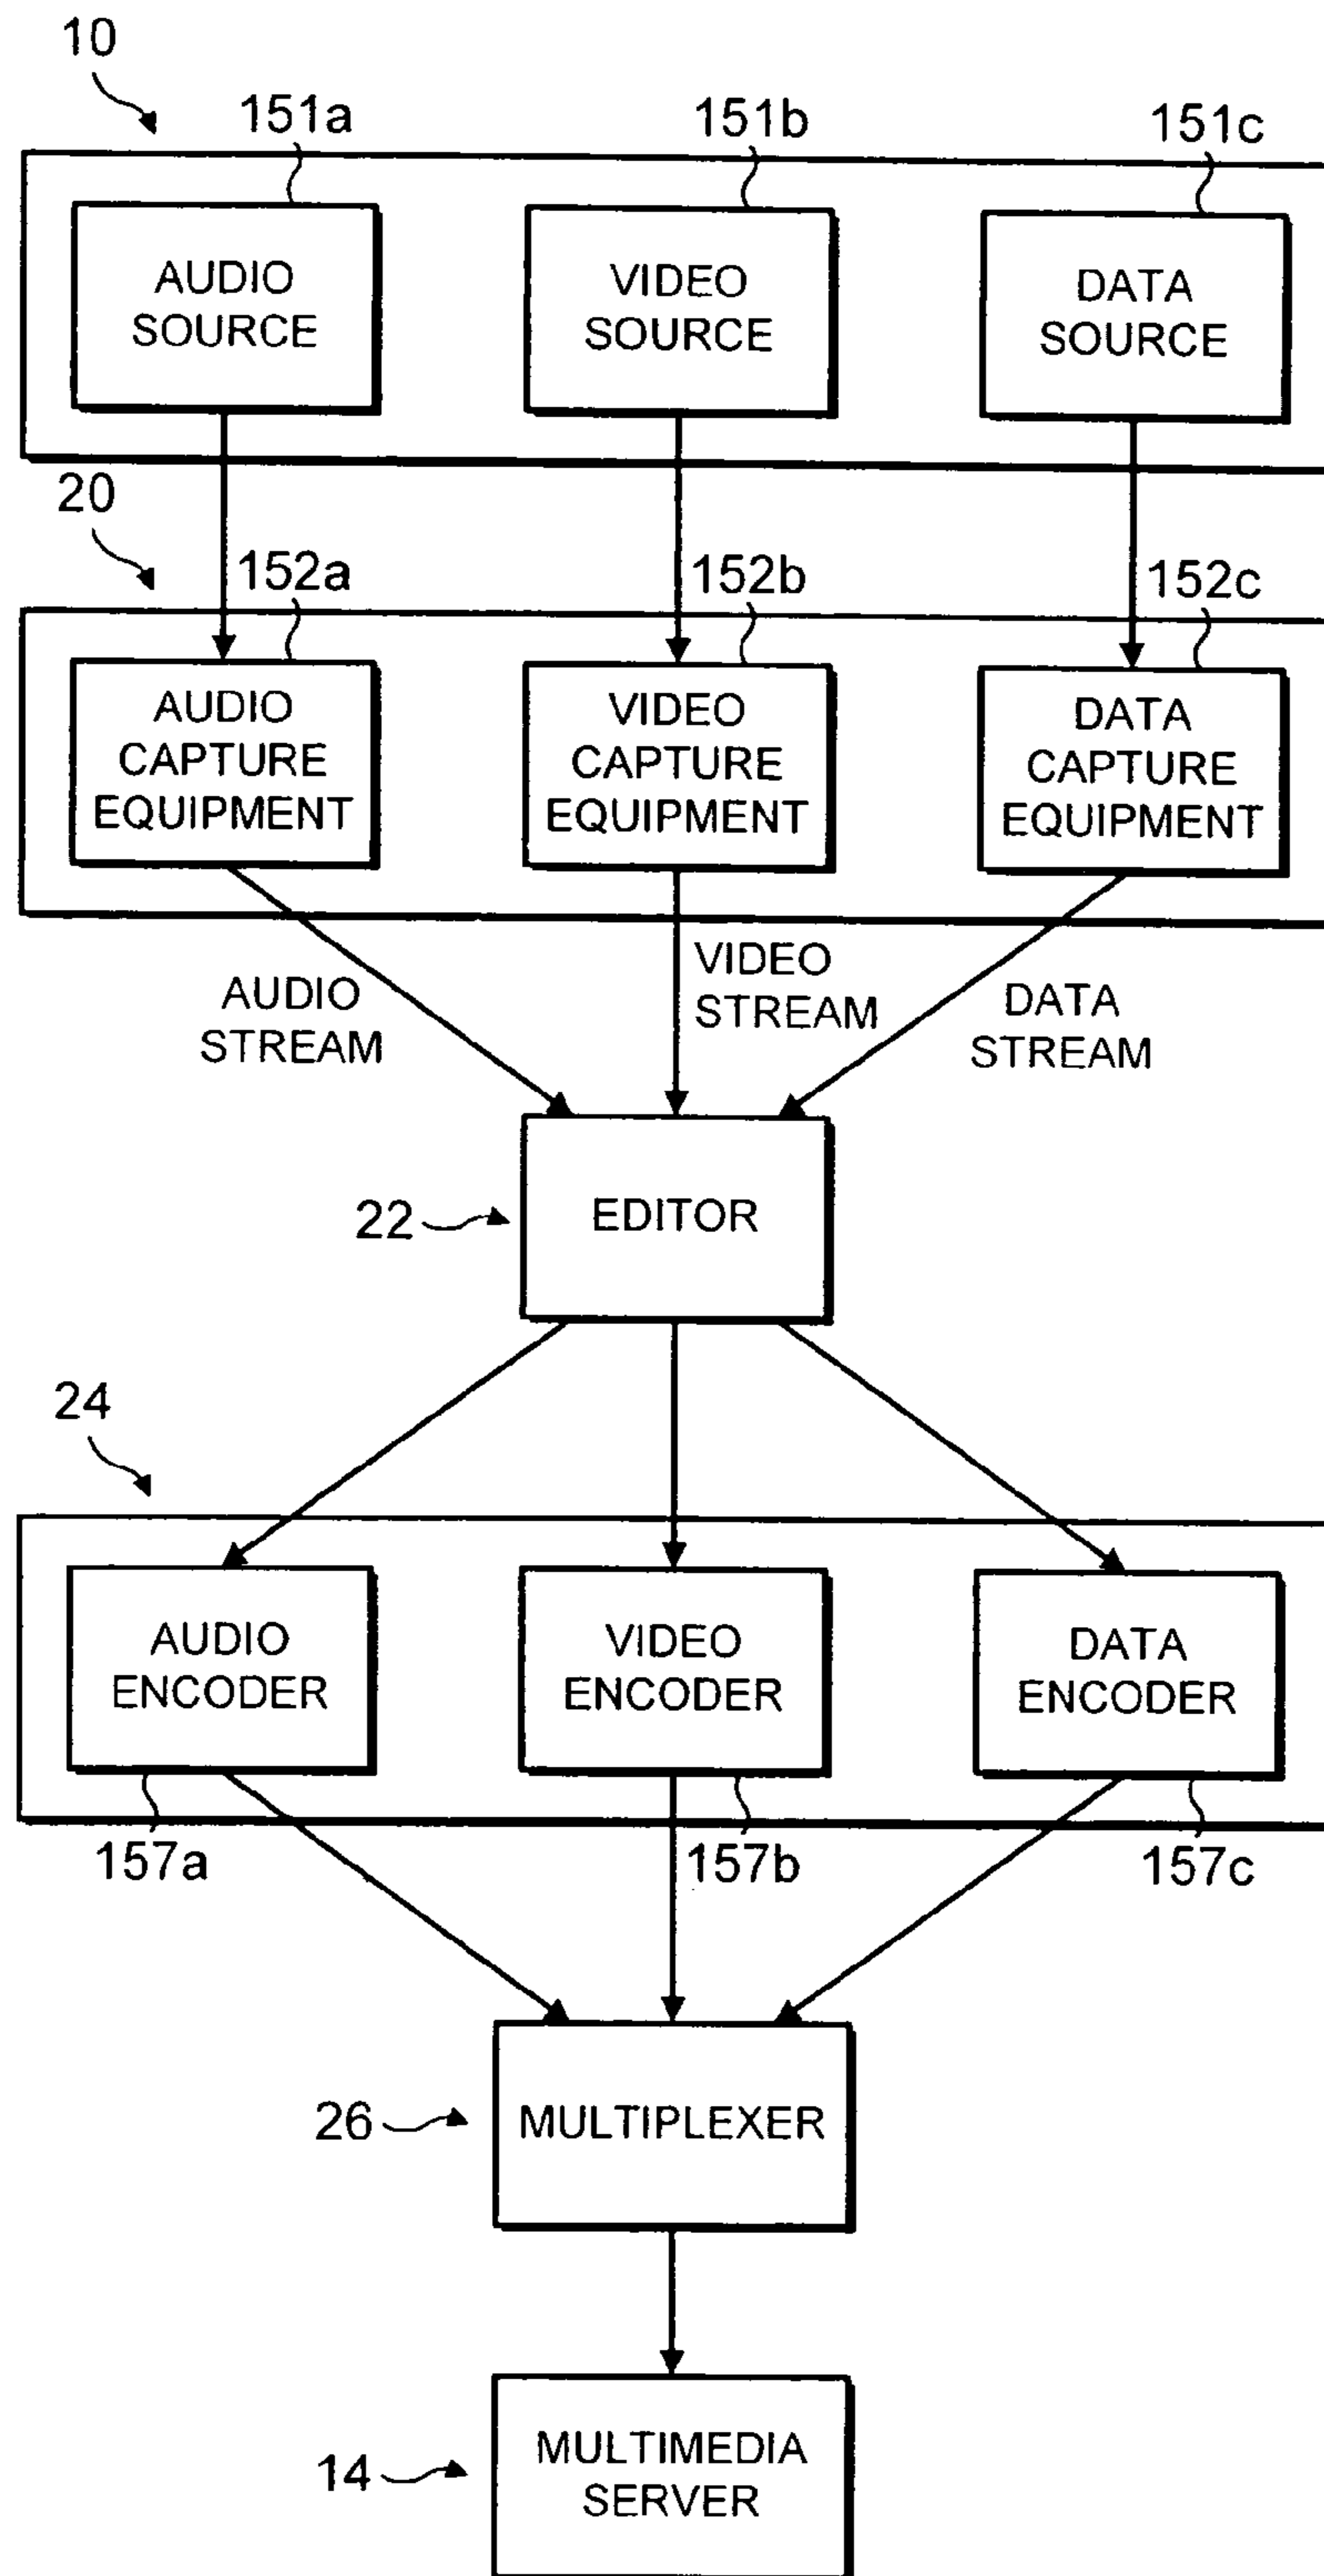 10
151a
151b
151c
AUDIO
SOURCE
VIDEO
SOURCE
DATA
SOURCE
20
152a
152b
152c
AUDIO
CAPTURE
EQUIPMENT
VIDEO
CAPTURE
EQUIPMENT
DATA
CAPTURE
EQUIPMENT
AUDIO
STREAM
VIDEO
STREAM
DATA
STREAM
22
EDITOR
24
AUDIO
ENCODER
VIDEO
ENCODER
DATA
ENCODER
157a
157b
157c
26
MULTIPLEXER
14
MULTIMEDIA
SERVER